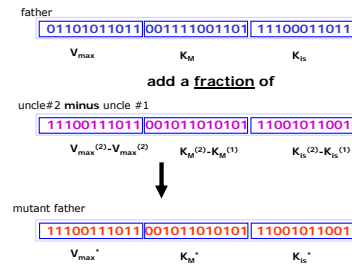 father
01101011011 001111001101 11100011011
Vmax KM Kis
add a fraction of
uncle#2 minus uncle #1
11100111011 001011010101 11001011001
Vmax(2)-Vmax(2) KM(2)-KM(1) Kis(2)-Kis(1)
mutant father
11100111011 001011010101 11001011001
Vmax* KM* Kis*